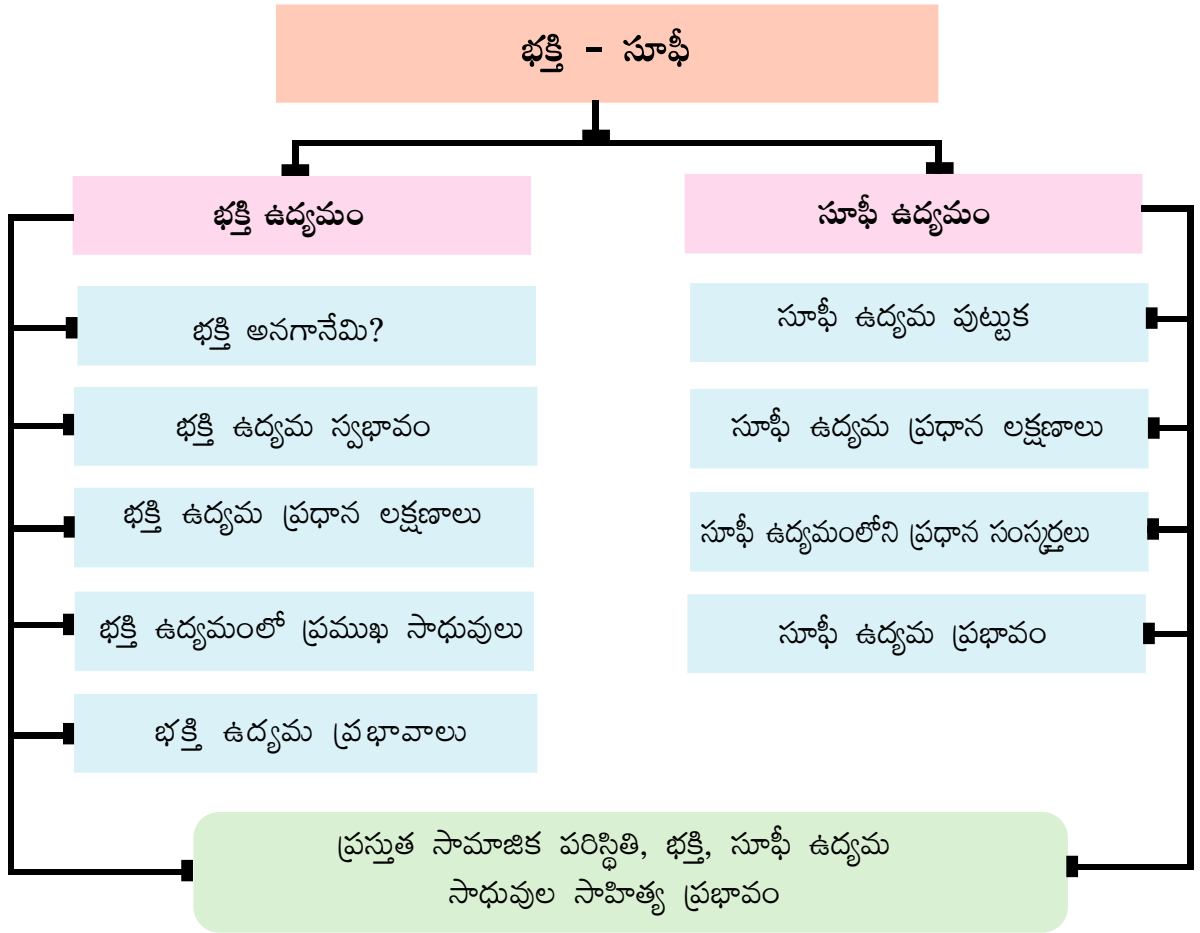 భక్తి - సూఫీ
భక్తి ఉద్యమం
భక్తి అనగానేమి?
భక్తి ఉద్యమ స్వభావం
భక్తి ఉద్యమ ప్రధాన లక్షణాలు
భక్తి ఉద్యమంలో ప్రముఖ సాధువులు
భక్తి ఉద్యమ ప్రభావాలు
సూఫీ ఉద్యమం
సూఫీ ఉద్యమ పుట్టుక
సూఫీ ఉద్యమ ప్రధాన లక్షణాలు
సూఫీ ఉద్యమంలోని ప్రధాన సంస్కర్తలు
సూఫీ ఉద్యమ ప్రభావం
ప్రస్తుత సామాజిక పరిస్థితి, భక్తి, సూఫీ ఉద్యమ
సాధువుల సాహిత్య ప్రభావం